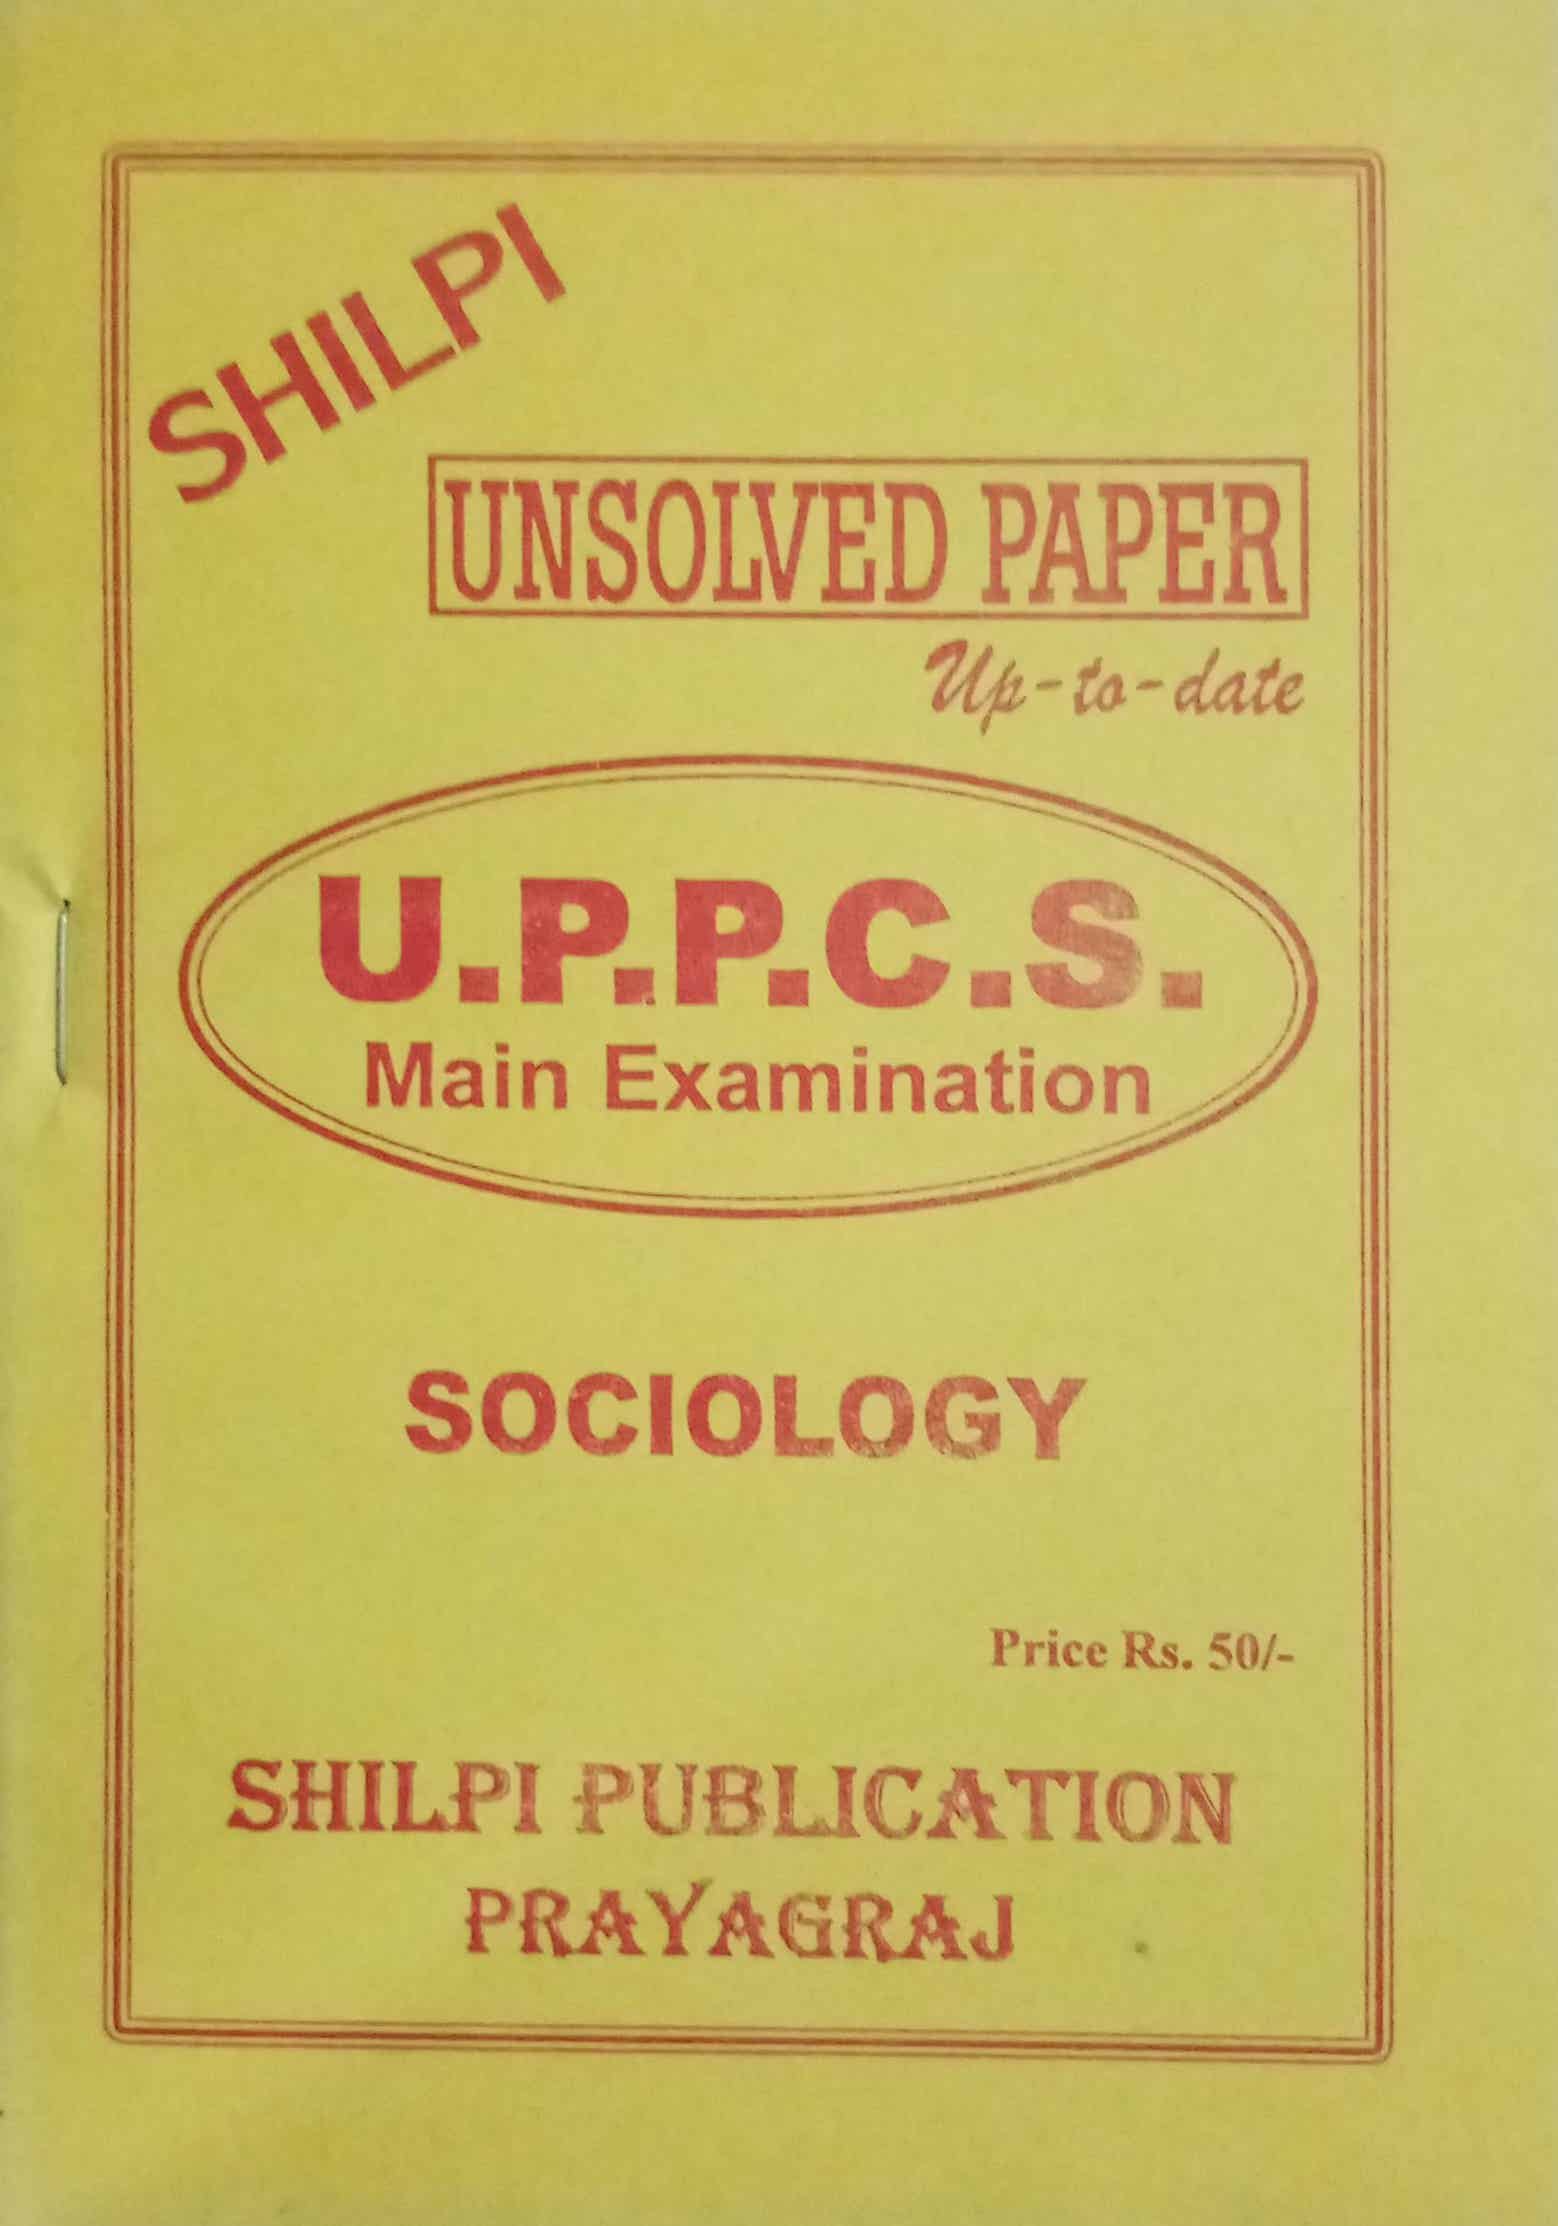 SHILPI
UNSOLVED PAPER
Up-to-date
U.P.P.C.S.
Main Examination
SOCIOLOGY
Price Rs. 50/-
SHILPI PUBLICATION
PRAYAGRAJ